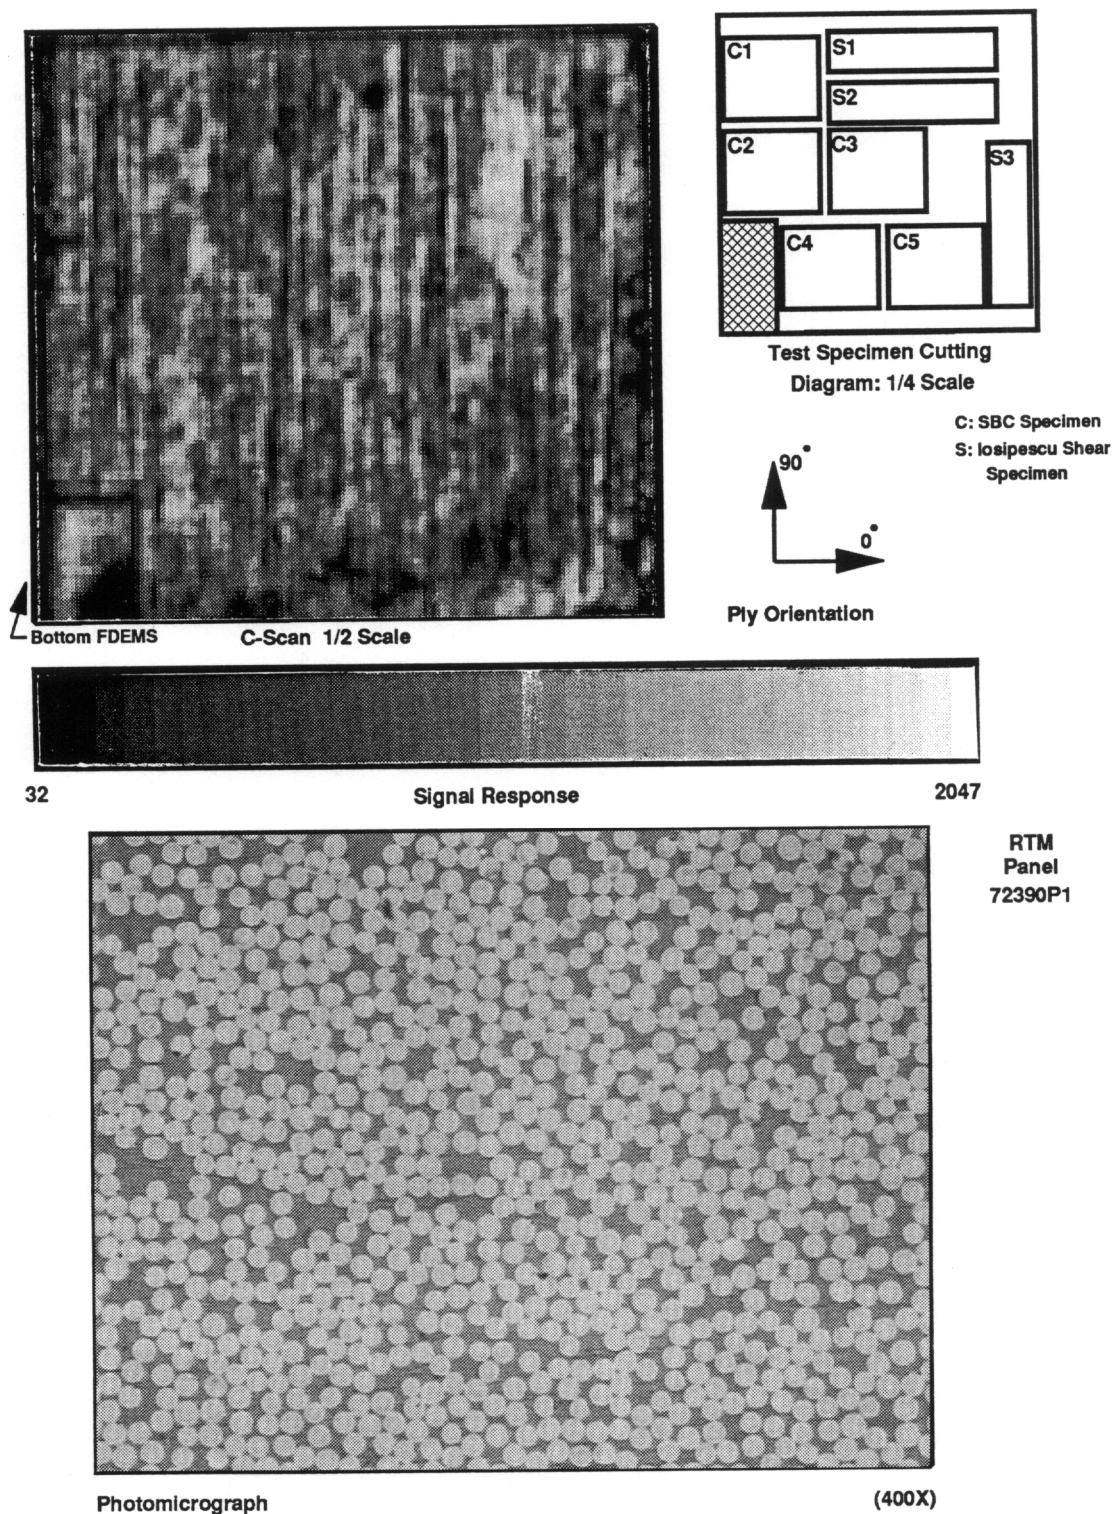 C1
S1
S2
C2
C3
S3
C4
C5
Test Specimen Cutting
Diagram: 1/4 Scale
C: SBC Specimen
S: Iosipescu Shear
Specimen
90°
0°
Ply Orientation
Bottom FDEMS
C-Scan 1/2 Scale
32
Signal Response
2047
RTM
Panel
72390P1
Photomicrograph
(400X)